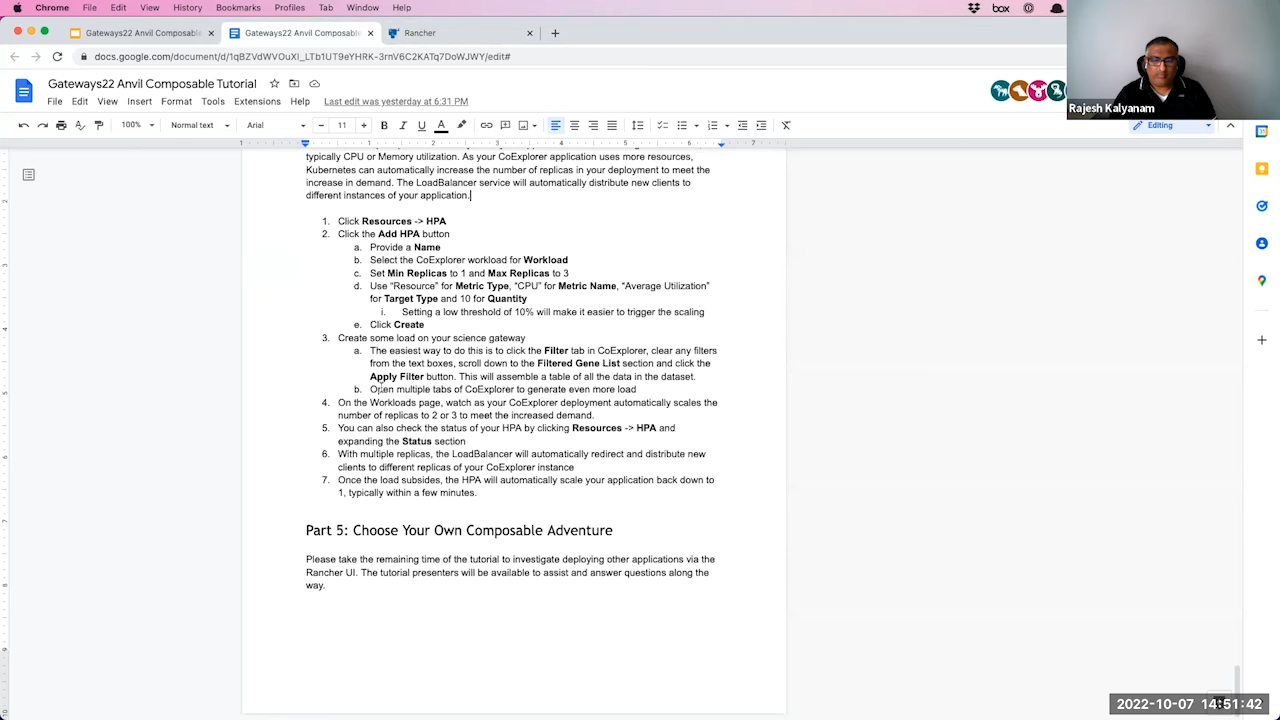 Chrome File Edit View History Bookmarks Profiles Tab Window Help
box
Gateways22 Anvil Composable
Gateways22 Anvil Composable
Rancher
docs.google.com/document/d/1qBZVdWVOuXI_LTb1UT9eYHRK-3rnV6C2KATq7DoWJWY/edit#
Rajesh Kalyanam
Gateways22 Anvil Composable Tutorial
File Edit View Insert Format Tools Extensions Help Last edit was yesterday at 6:31 PM
100% Normal text Arial 11 Editing
typically CPU or Memory utilization. As your CoExplorer application uses more resources,
Kubernetes can automatically increase the number of replicas in your deployment to meet the
increase in demand. The LoadBalancer service will automatically distribute new clients to
different instances of your application.
1. Click Resources -> HPA
2. Click the Add HPA button
a. Provide a Name
b. Select the CoExplorer workload for Workload
c. Set Min Replicas to 1 and Max Replicas to 3
d. Use “Resource” for Metric Type, “CPU” for Metric Name, “Average Utilization”
for Target Type and 10 for Quantity
i. Setting a low threshold of 10% will make it easier to trigger the scaling
e. Click Create
3. Create some load on your science gateway
a. The easiest way to do this is to click the Filter tab in CoExplorer, clear any filters
from the text boxes, scroll down to the Filtered Gene List section and click the
Apply Filter button. This will assemble a table of all the data in the dataset.
b. Open multiple tabs of CoExplorer to generate even more load
4. On the Workloads page, watch as your CoExplorer deployment automatically scales the
number of replicas to 2 or 3 to meet the increased demand.
5. You can also check the status of your HPA by clicking Resources -> HPA and
expanding the Status section
6. With multiple replicas, the LoadBalancer will automatically redirect and distribute new
clients to different replicas of your CoExplorer instance
7. Once the load subsides, the HPA will automatically scale your application back down to
1, typically within a few minutes.
Part 5: Choose Your Own Composable Adventure
Please take the remaining time of the tutorial to investigate deploying other applications via the
Rancher UI. The tutorial presenters will be available to assist and answer questions along the
way.
2022-10-07 14:51:42